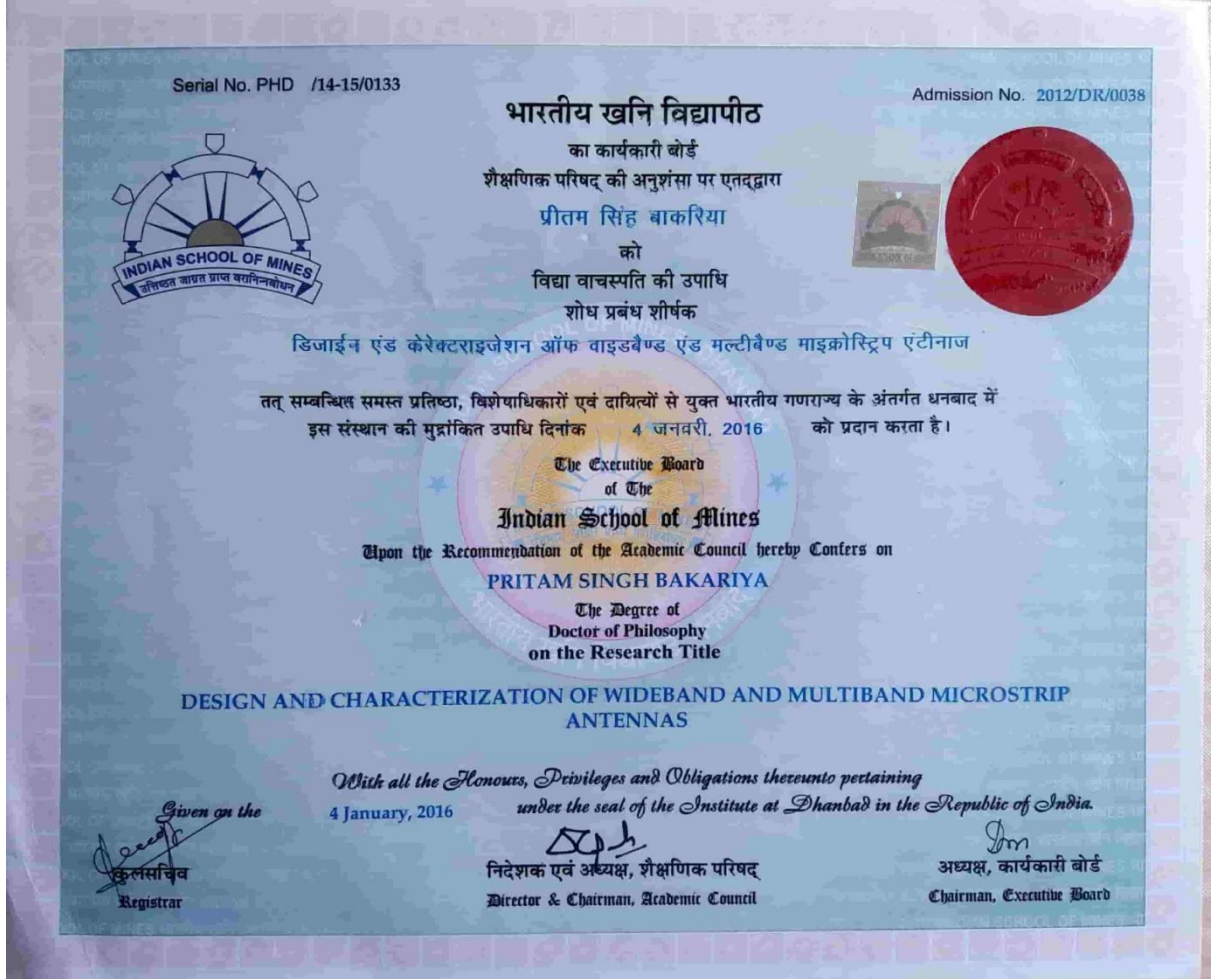 Serial No. PHD /14-15/0133
Admission No. 2012/DR/0038
भारतीय खनि विद्यापीठ
का कार्यकारी बोर्ड
शैक्षणिक परिषद् की अनुशंसा पर एतद्द्वारा
प्रीतम सिंह बाकरिया
को
विद्या वाचस्पति की उपाधि
शोध प्रबंध शीर्षक
डिजाईन एंड केरेक्टराइजेशन ऑफ वाइडबैण्ड एंड मल्टीबैण्ड माइक्रोस्ट्रिप एंटीनाज
तत् सम्बन्धित समस्त प्रतिष्ठा, विशेषाधिकारों एवं दायित्यों से युक्त भारतीय गणराज्य के अंतर्गत धनबाद में
इस संस्थान की मुद्रांकित उपाधि दिनांक 4 जनवरी, 2016 को प्रदान करता है।
INDIAN SCHOOL OF MINES
उत्तिष्ठत जाग्रत प्राप्य वरान्निबोधत
The Executive Board
of The
Indian School of Mines
Upon the Recommendation of the Academic Council hereby Confers on
PRITAM SINGH BAKARIYA
The Degree of
Doctor of Philosophy
on the Research Title
DESIGN AND CHARACTERIZATION OF WIDEBAND AND MULTIBAND MICROSTRIP
ANTENNAS
With all the Honours, Privileges and Obligations thereunto pertaining
Given on the 4 January, 2016 under the seal of the Institute at Dhanbad in the Republic of India.
कुलसचिव
Registrar
निदेशक एवं अध्यक्ष, शैक्षणिक परिषद्
Director & Chairman, Academic Council
अध्यक्ष, कार्यकारी बोर्ड
Chairman, Executive Board